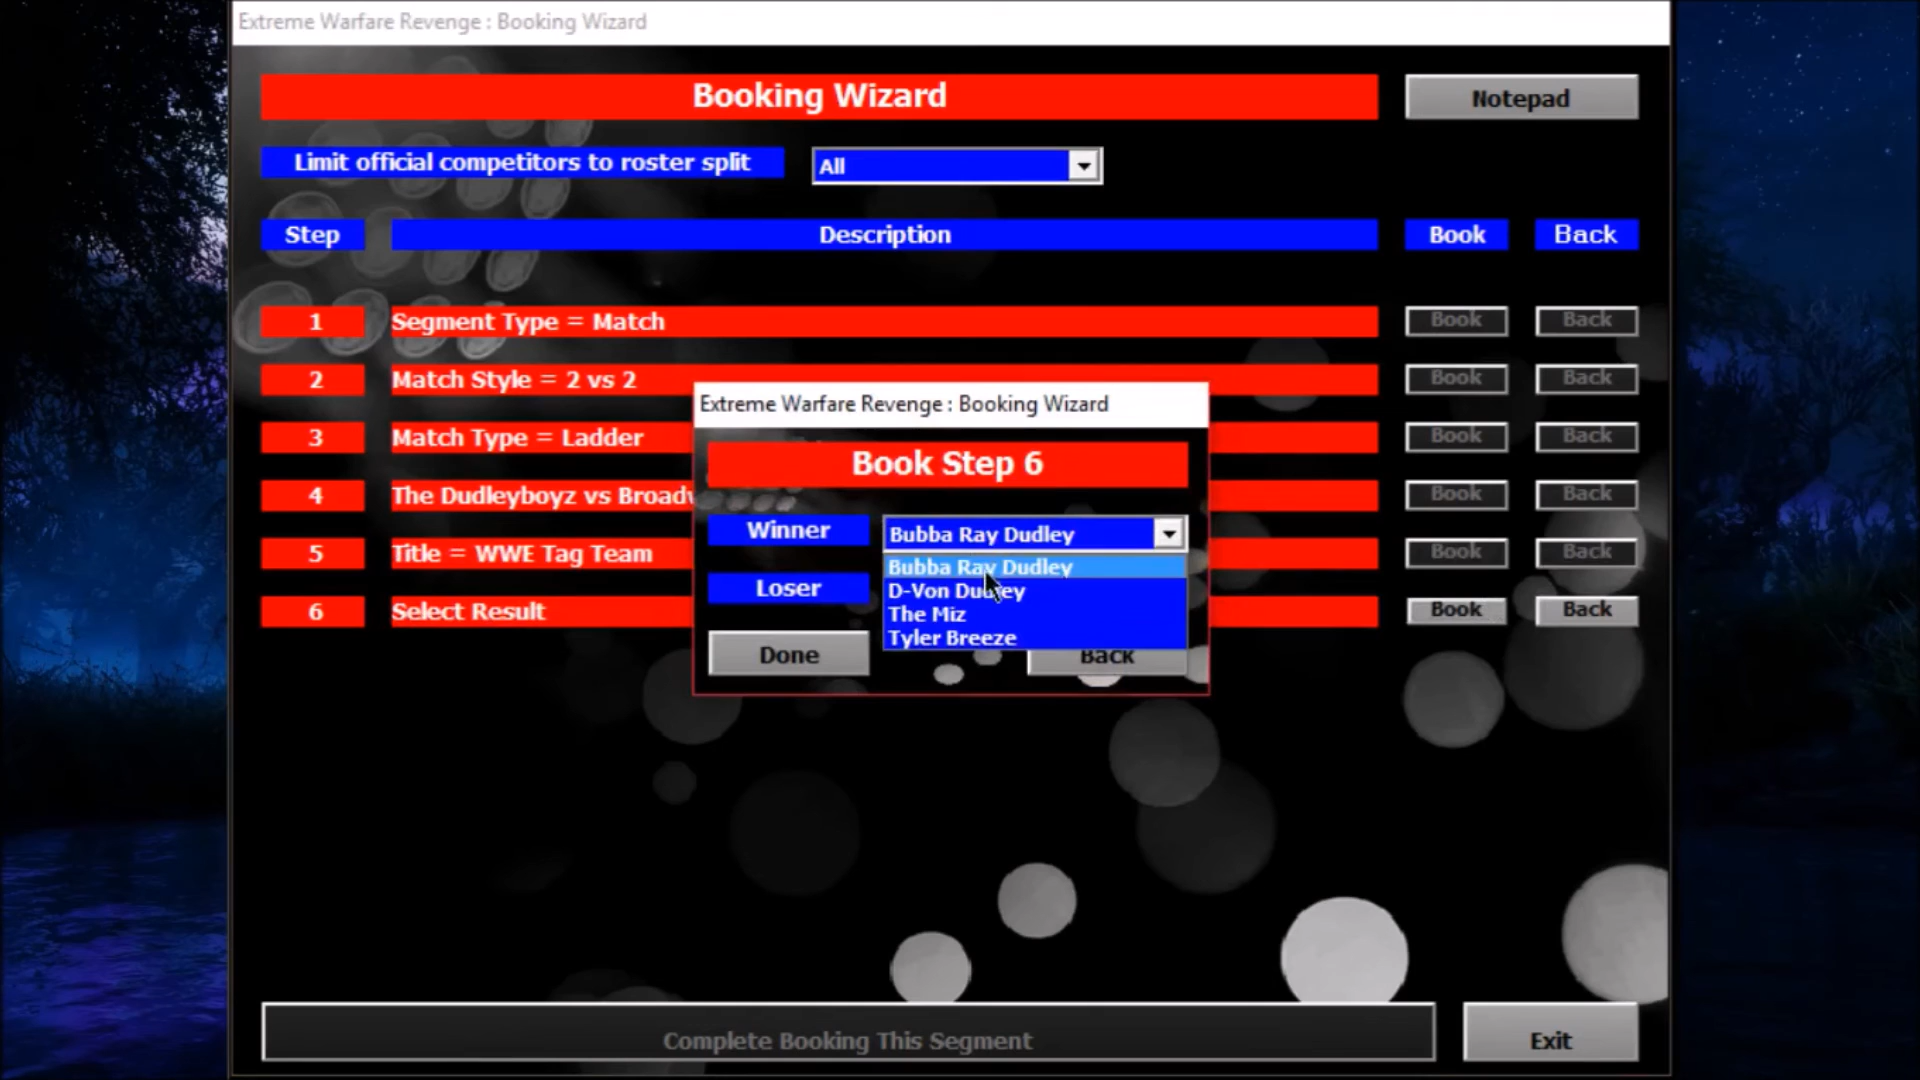 Extreme Warfare Revenge : Booking Wizard
Booking Wizard
Notepad
Limit official competitors to roster split
All
Step Description Book Back
1 Segment Type = Match Book Back
2 Match Style = 2 vs 2 Book Back
3 Match Type = Ladder Book Back
4 The Dudleyboyz vs Book Back
5 Title = WWE Tag Team Book Back
6 Select Result Book Back
Extreme Warfare Revenge : Booking Wizard
Book Step 6
Winner Bubba Ray Dudley
Bubba Ray Dudley
Loser
D-Von Dudley
The Miz
Tyler Breeze
Done Back
Complete Booking This Segment
Exit